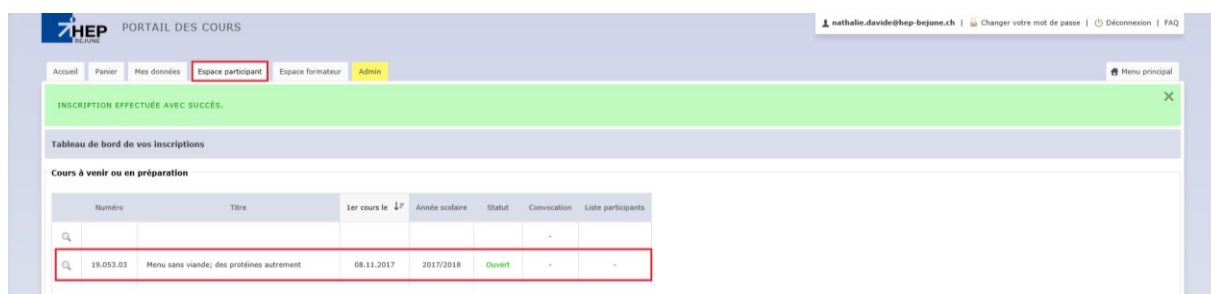 HEP
BEJUNE
PORTAIL DES COURS
nathalie.davide@hep-bejune.ch | Changer votre mot de passe | Déconnexion | FAQ
Accueil Panier Mes données Espace participant Espace formateur Admin Menu principal
INSCRIPTION EFFECTUÉE AVEC SUCCÈS. ×
Tableau de bord de vos inscriptions
Cours à venir ou en préparation
Numéro Titre 1er cours le Année scolaire Statut Convocation Liste participants
-
19.053.03 Menu sans viande; des protéines autrement 08.11.2017 2017/2018 Ouvert - -